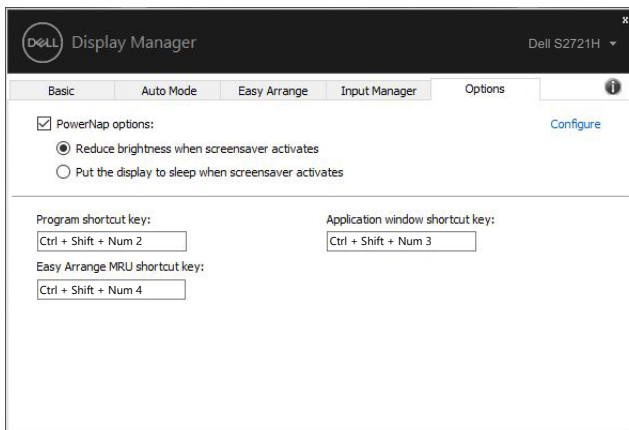 x
DELL Display Manager
Dell S2721H
Basic Auto Mode Easy Arrange Input Manager Options i
PowerNap options: Configure
Reduce brightness when screensaver activates
Put the display to sleep when screensaver activates
Program shortcut key: Application window shortcut key:
Ctrl + Shift + Num 2 Ctrl + Shift + Num 3
Easy Arrange MRU shortcut key:
Ctrl + Shift + Num 4